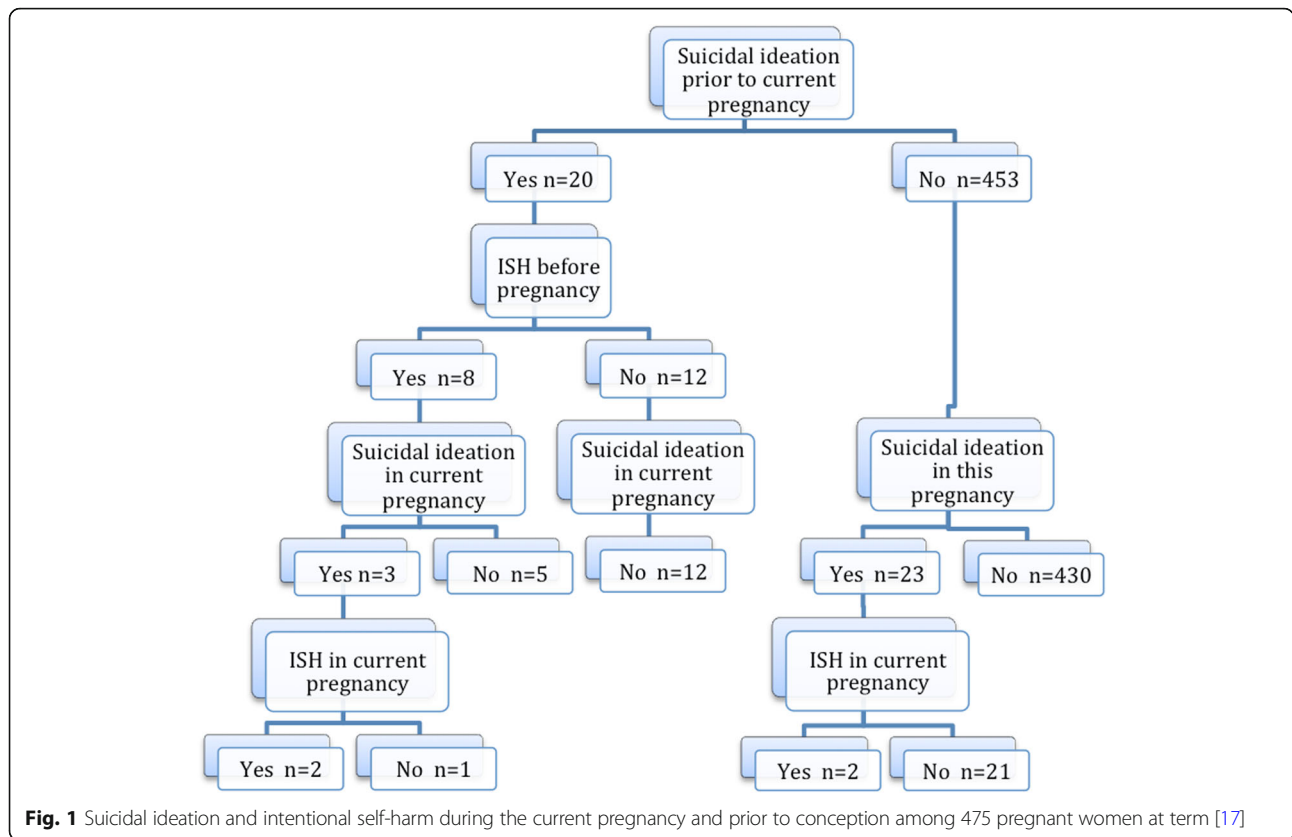 Suicidal ideation
prior to current
pregnancy
Yes n=20
No n=453
ISH before
pregnancy
Yes n=8
No n=12
Suicidal ideation
in current
pregnancy
Suicidal ideation
in current
pregnancy
Suicidal ideation
in this
pregnancy
Yes n=3
No n=5
No n=12
Yes n=23
No n=430
ISH in current
pregnancy
ISH in current
pregnancy
Yes n=2
No n=1
Yes n=2
No n=21
Fig. 1 Suicidal ideation and intentional self-harm during the current pregnancy and prior to conception among 475 pregnant women at term [17]